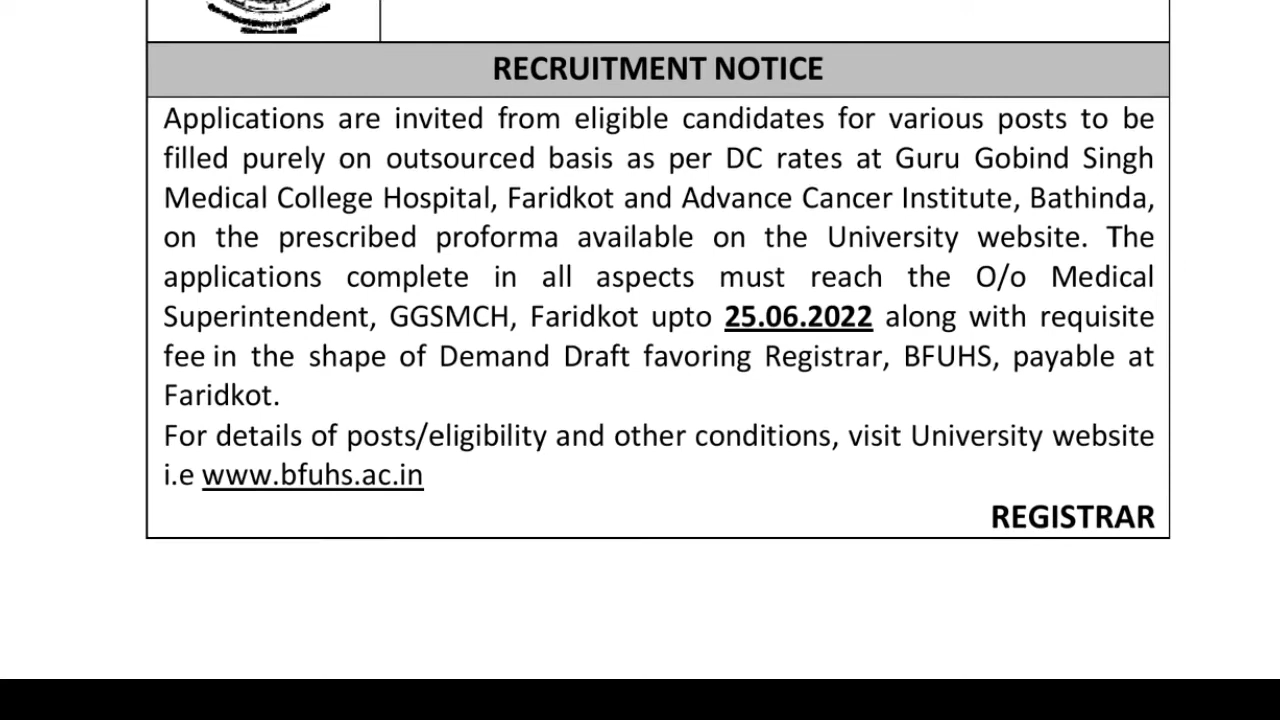 RECRUITMENT NOTICE
Applications are invited from eligible candidates for various posts to be
filled purely on outsourced basis as per DC rates at Guru Gobind Singh
Medical College Hospital, Faridkot and Advance Cancer Institute, Bathinda,
on the prescribed proforma available on the University website. The
applications complete in all aspects must reach the O/o Medical
Superintendent, GGSMCH, Faridkot upto 25.06.2022 along with requisite
fee in the shape of Demand Draft favoring Registrar, BFUHS, payable at
Faridkot.
For details of posts/eligibility and other conditions, visit University website
i.e www.bfuhs.ac.in
REGISTRAR